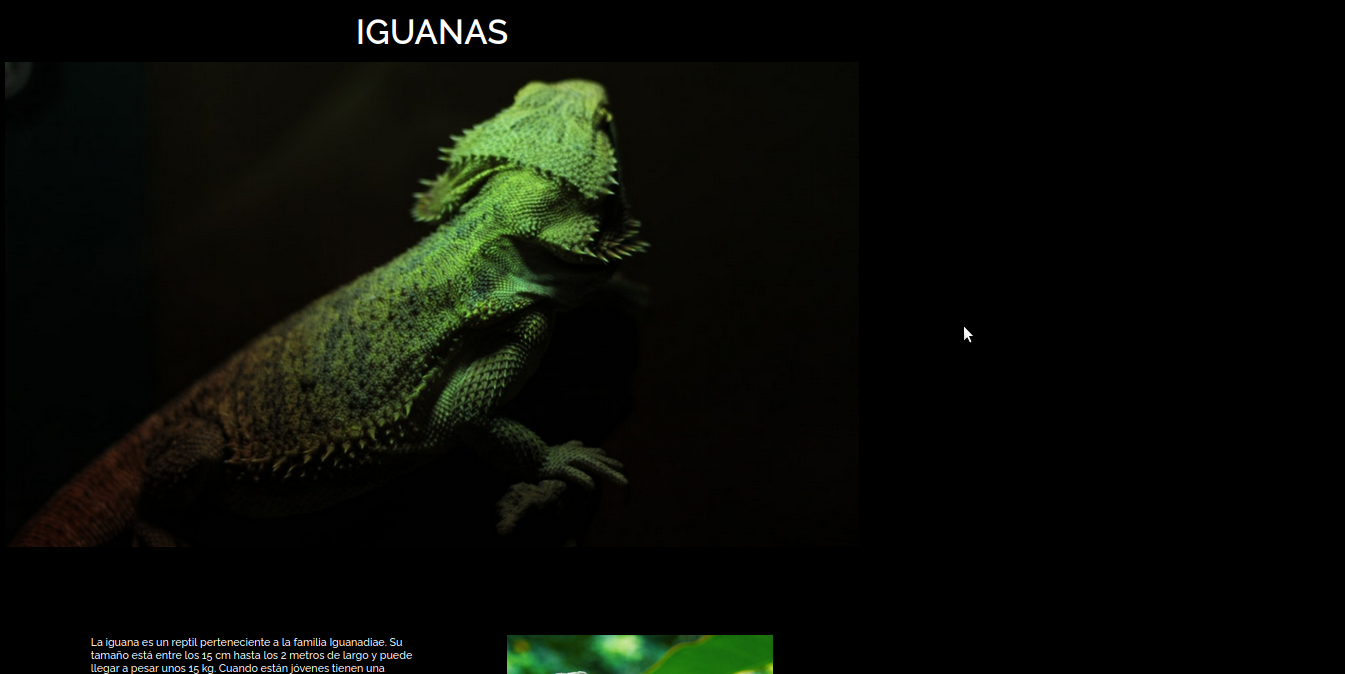 IGUANAS
La iguana es un reptil perteneciente a la familia Iguanadiae. Su
tamaño está entre los 15 cm hasta los 2 metros de largo y puede
llegar a pesar unos 15 kg. Cuando están jóvenes tienen una